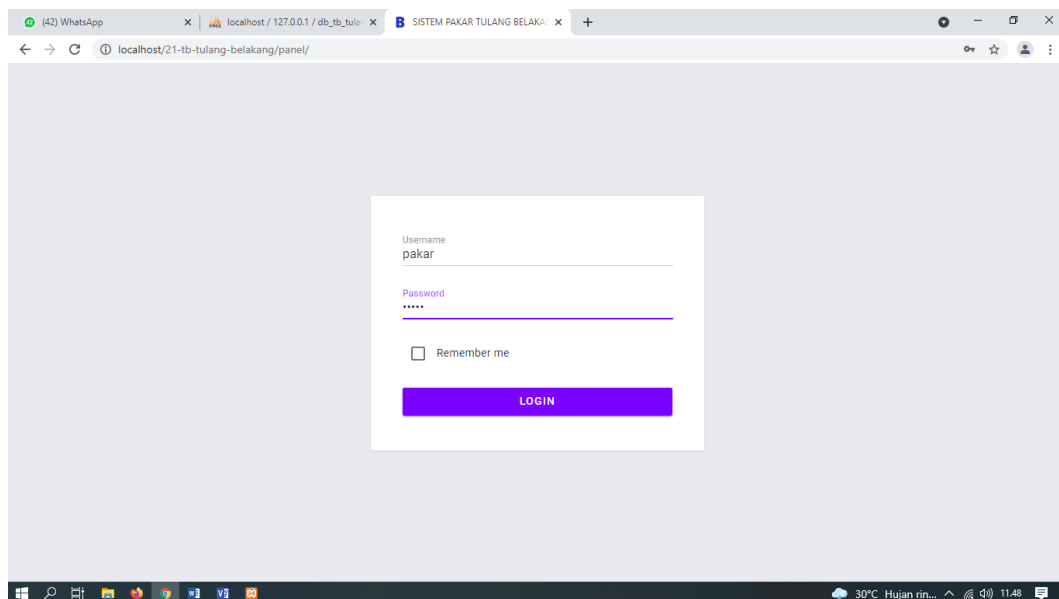 (42) WhatsApp
localhost / 127.0.0.1 / db_tb_tula
SISTEM PAKAR TULANG BELAKA
localhost/21-tb-tulang-belakang/panel/
Username
pakar
Password
•••••
Remember me
LOGIN
30°C Hujan rin... 11.48